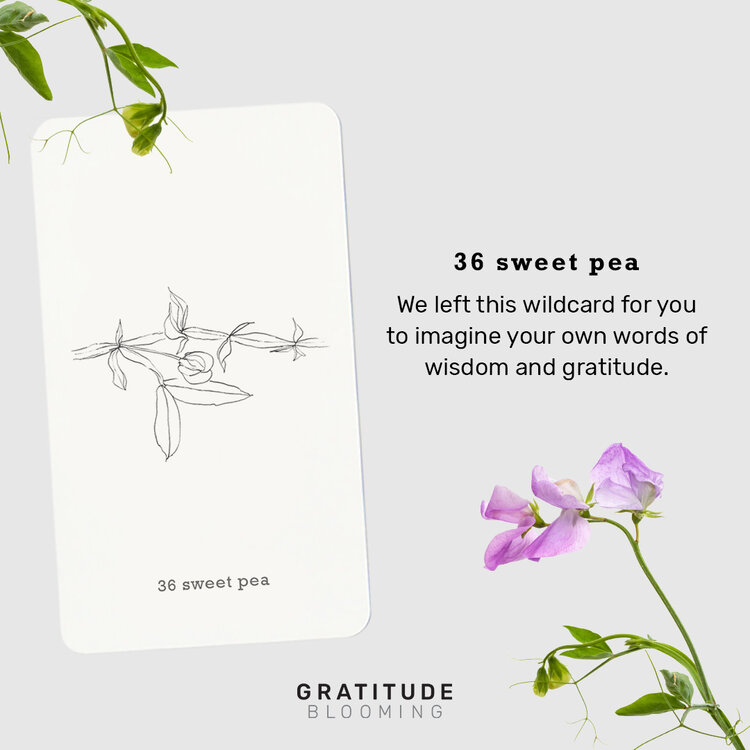 36 sweet pea
36 sweet pea
We left this wildcard for you
to imagine your own words of
wisdom and gratitude.
GRATITUDE
BLOOMING